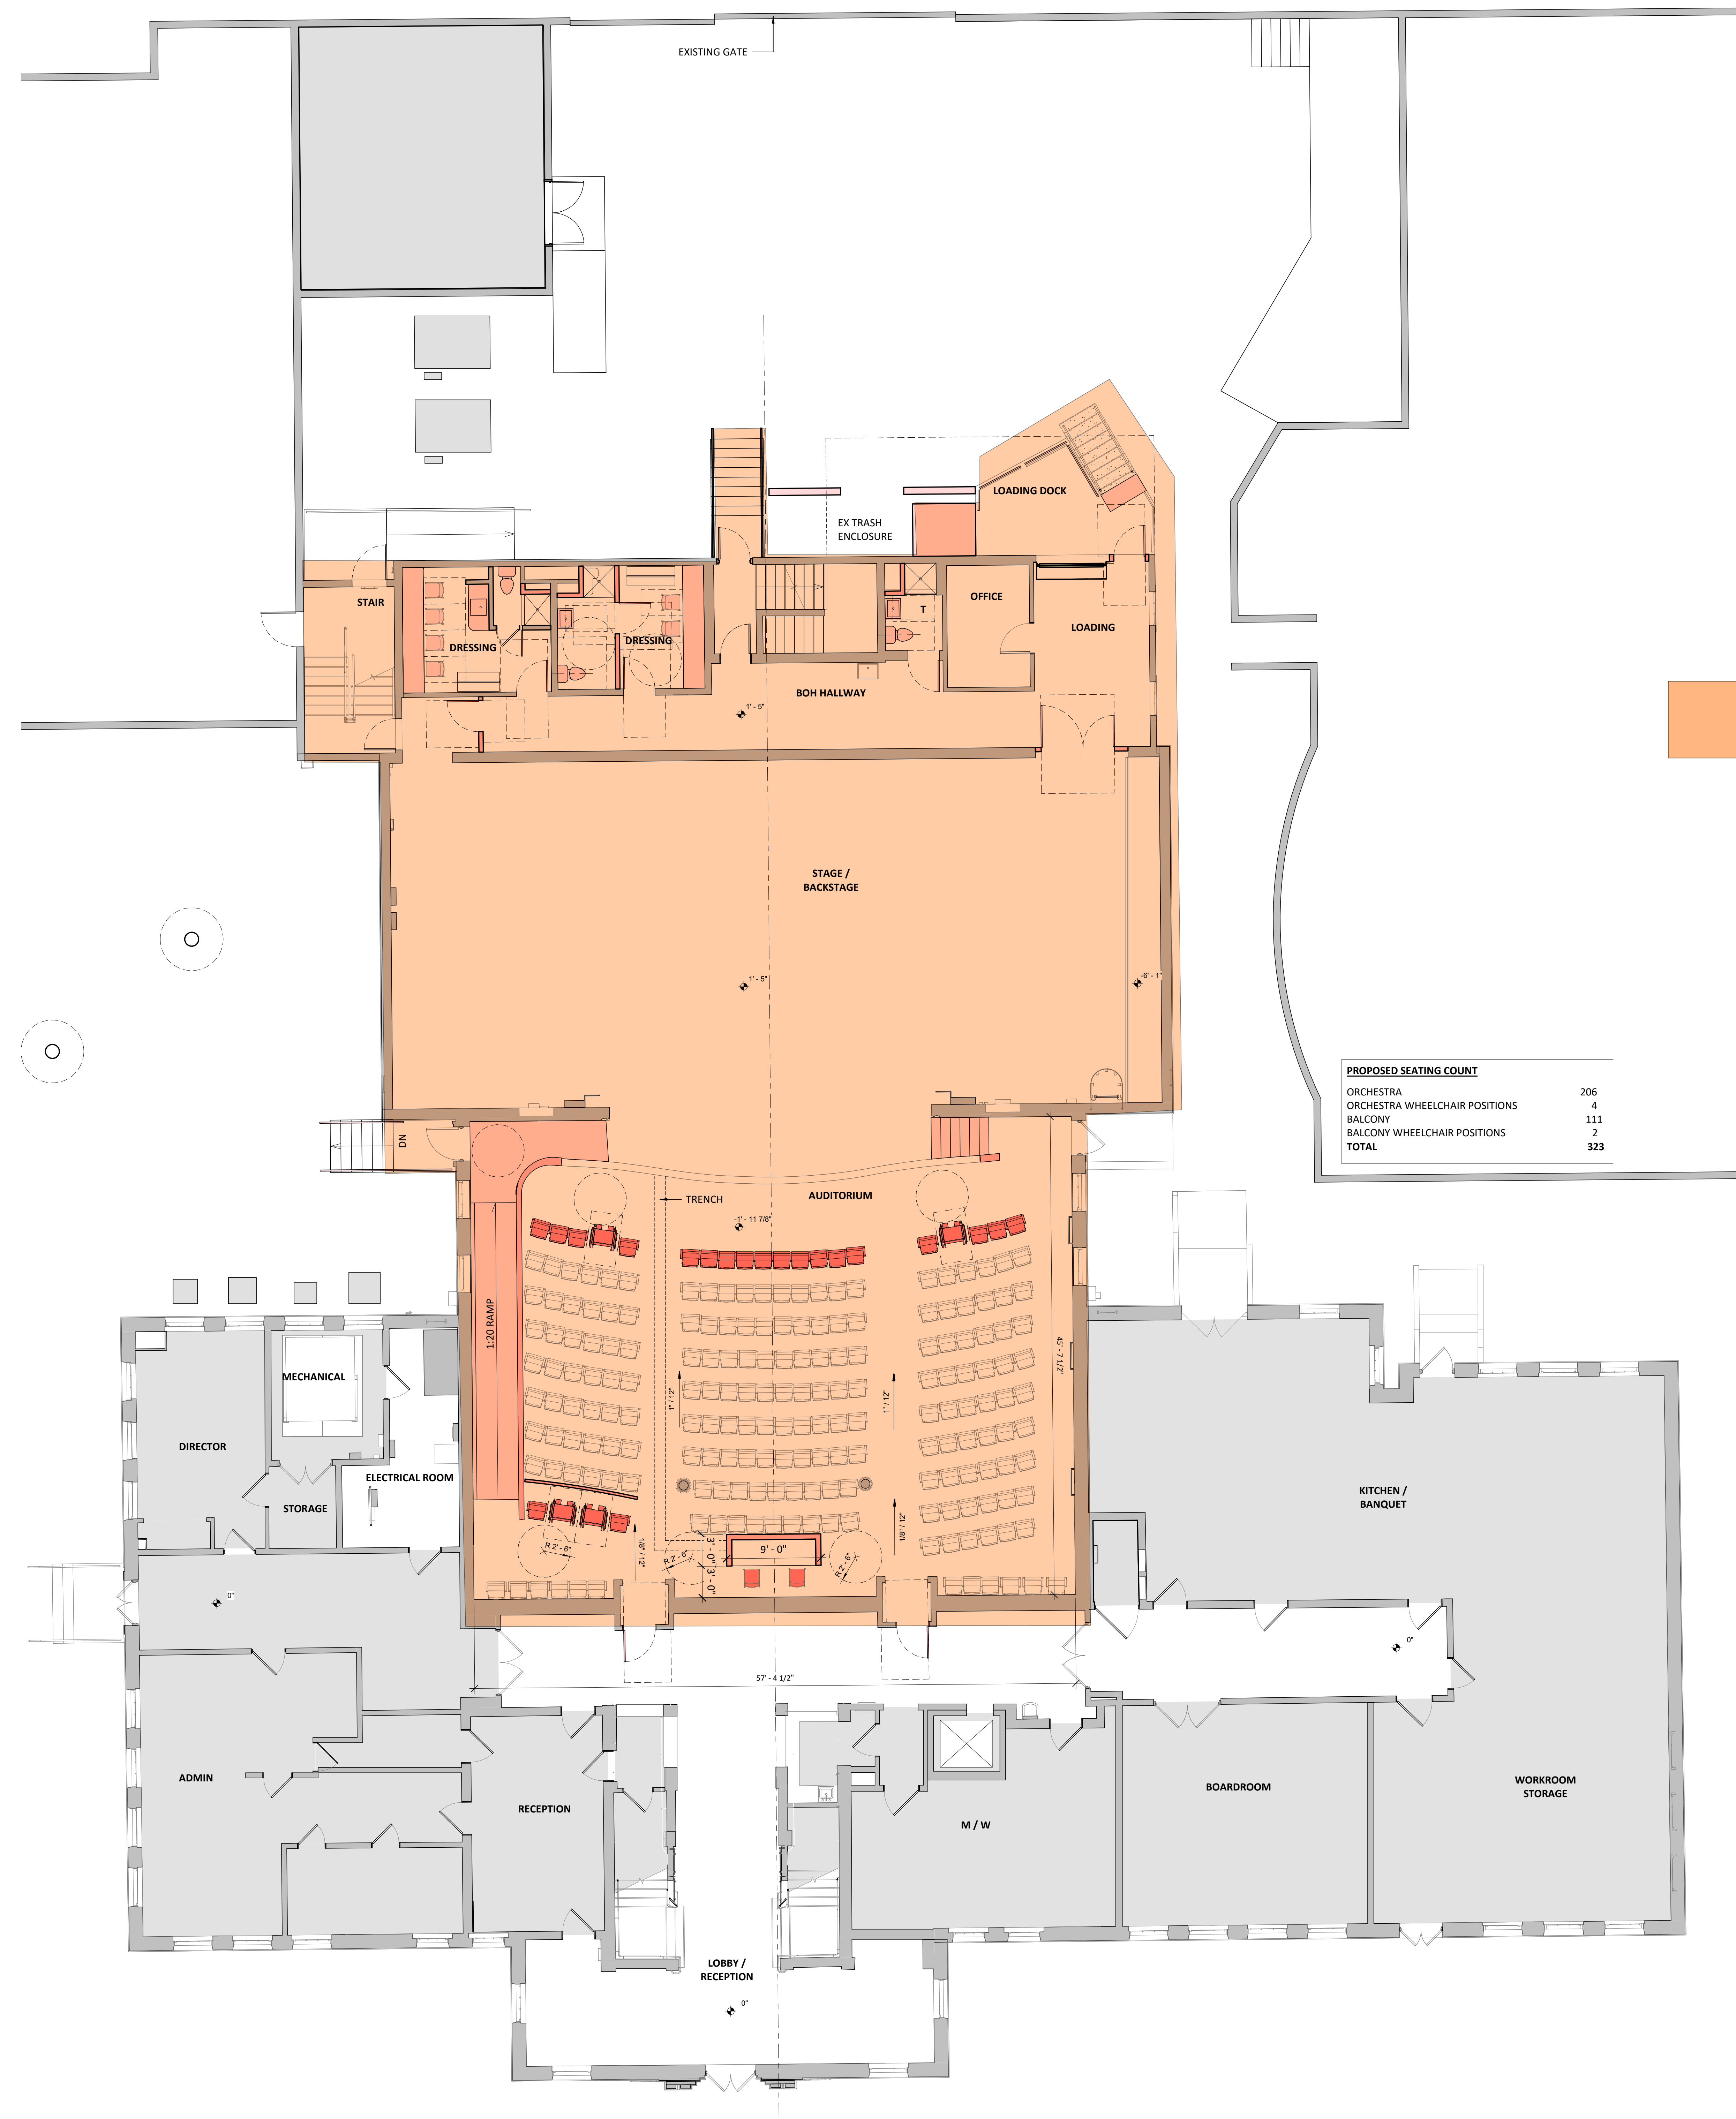 EXISTING GATE
LOADING DOCK
EX TRASH
ENCLOSURE
STAIR
OFFICE
T
LOADING
DRESSING
DRESSING
BOH HALLWAY
1' - 5"
STAGE /
BACKSTAGE
1' - 5"
-6' - 1"
PROPOSED SEATING COUNT
ORCHESTRA 206
ORCHESTRA WHEELCHAIR POSITIONS 4
BALCONY 111
BALCONY WHEELCHAIR POSITIONS 2
TOTAL 323
DN
TRENCH
AUDITORIUM
-1' - 11 7/8"
1:20 RAMP
45' - 7 1/2"
MECHANICAL
1" / 12"
1" / 12"
DIRECTOR
ELECTRICAL ROOM
STORAGE
KITCHEN /
BANQUET
1/8" / 12"
1/8" / 12"
R 2' - 6"
R 2' - 6"
3' - 0"
3' - 0"
9' - 0"
R 2' - 6"
0"
0"
57' - 4 1/2"
ADMIN
RECEPTION
M / W
BOARDROOM
WORKROOM
STORAGE
LOBBY /
RECEPTION
0"